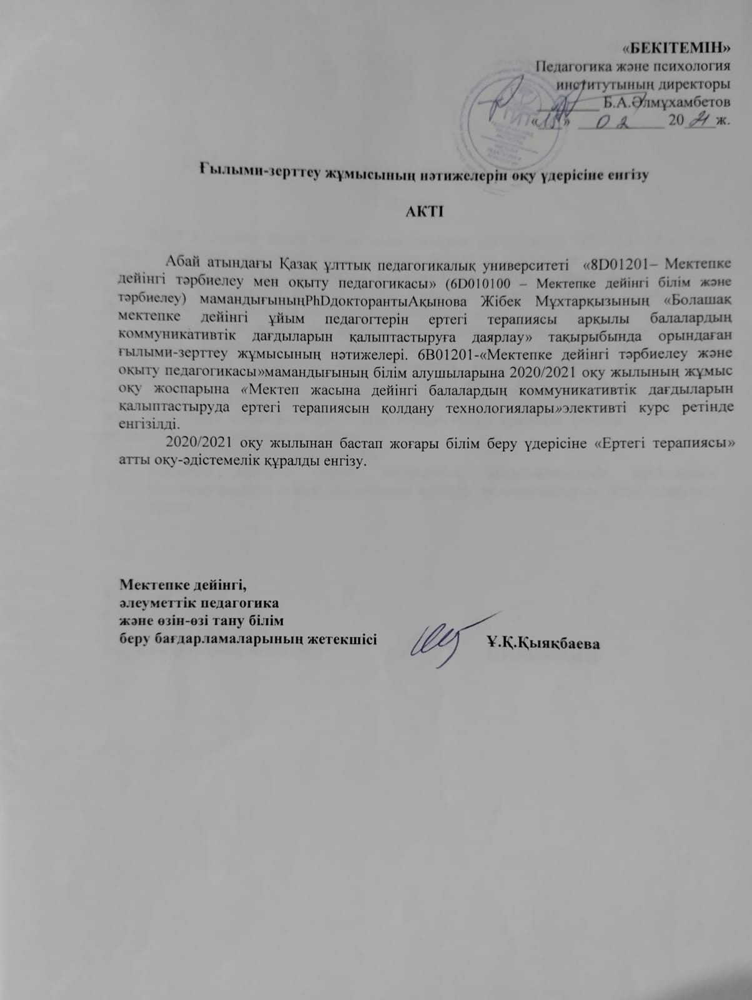 «БЕКІТЕМІН»
Педагогика және психология
институтының директоры
________ Б.А.Әлмұхамбетов
«15» 02 2021 ж.
Ғылыми-зерттеу жұмысының нәтижелерін оқу үдерісіне енгізу
АКТІ
Абай атындағы Қазақ ұлттық педагогикалық университеті «8D01201– Мектепке
дейінгі тәрбиелеу мен оқыту педагогикасы» (6D010100 – Мектепке дейінгі білім және
тәрбиелеу) мамандығыныңPhDдокторантыАқынова Жібек Мұхтарқызының «Болашақ
мектепке дейінгі ұйым педагогтерін ертегі терапиясы арқылы балалардың
коммуникативтік дағдыларын қалыптастыруға даярлау» тақырыбында орындаған
ғылыми-зерттеу жұмысының нәтижелері. 6В01201-«Мектепке дейінгі тәрбиелеу және
оқыту педагогикасы»мамандығының білім алушыларына 2020/2021 оқу жылының жұмыс
оқу жоспарына «Мектеп жасына дейінгі балалардың коммуникативтік дағдыларын
қалыптастыруда ертегі терапиясын қолдану технологиялары»элективті курс ретінде
енгізілді.
2020/2021 оқу жылынан бастап жоғары білім беру үдерісіне «Ертегі терапиясы»
атты оқу-әдістемелік құралды енгізу.
Мектепке дейінгі,
әлеуметтік педагогика
және өзін-өзі тану білім
беру бағдарламаларының жетекшісі Ұ.Қ.Қыяқбаева